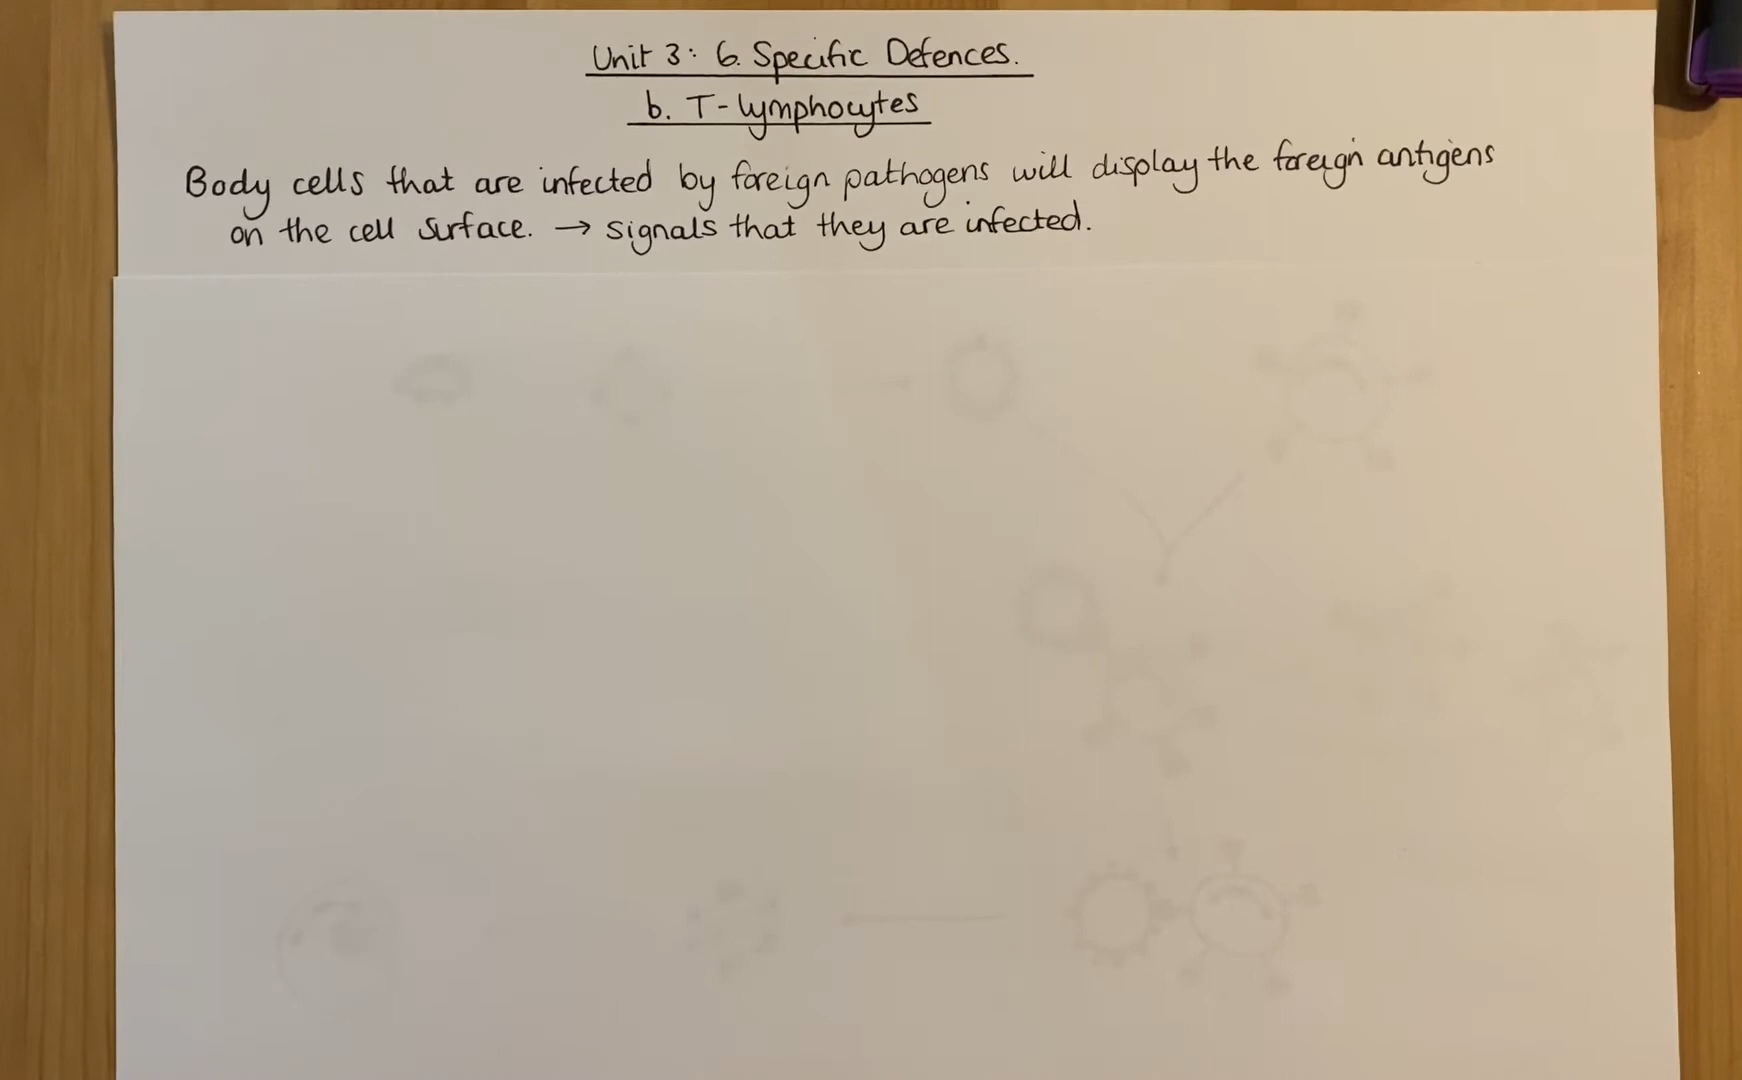 Unit 3: 6. Specific Defences.
b. T-lymphocytes
Body cells that are infected by foreign pathogens will display the foreign antigens
on the cell surface. → signals that they are infected.